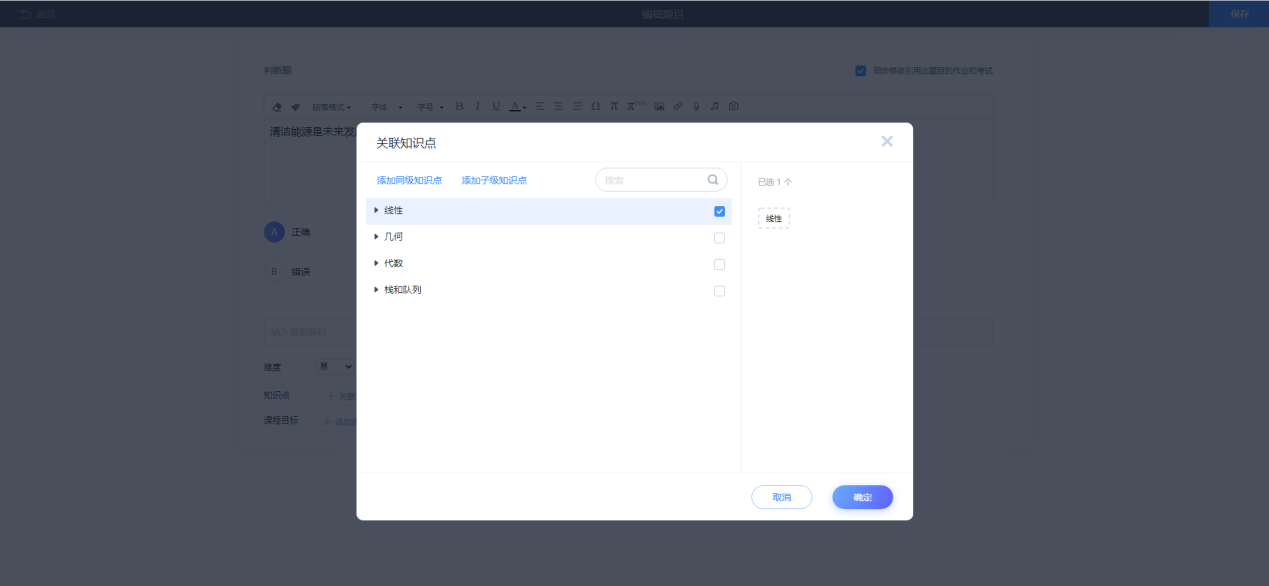 返回
编辑题目
保存
判断题
同步修改引用此题目的作业和考试
段落格式 字体 字号 B I U A Ω π π
清洁能源是未来发
A 正确
B 错误
难度 易
知识点
课程目标
关联知识点
添加同级知识点 添加子级知识点 搜索
已选 1 个
线性
线性
几何
代数
栈和队列
取消 确定